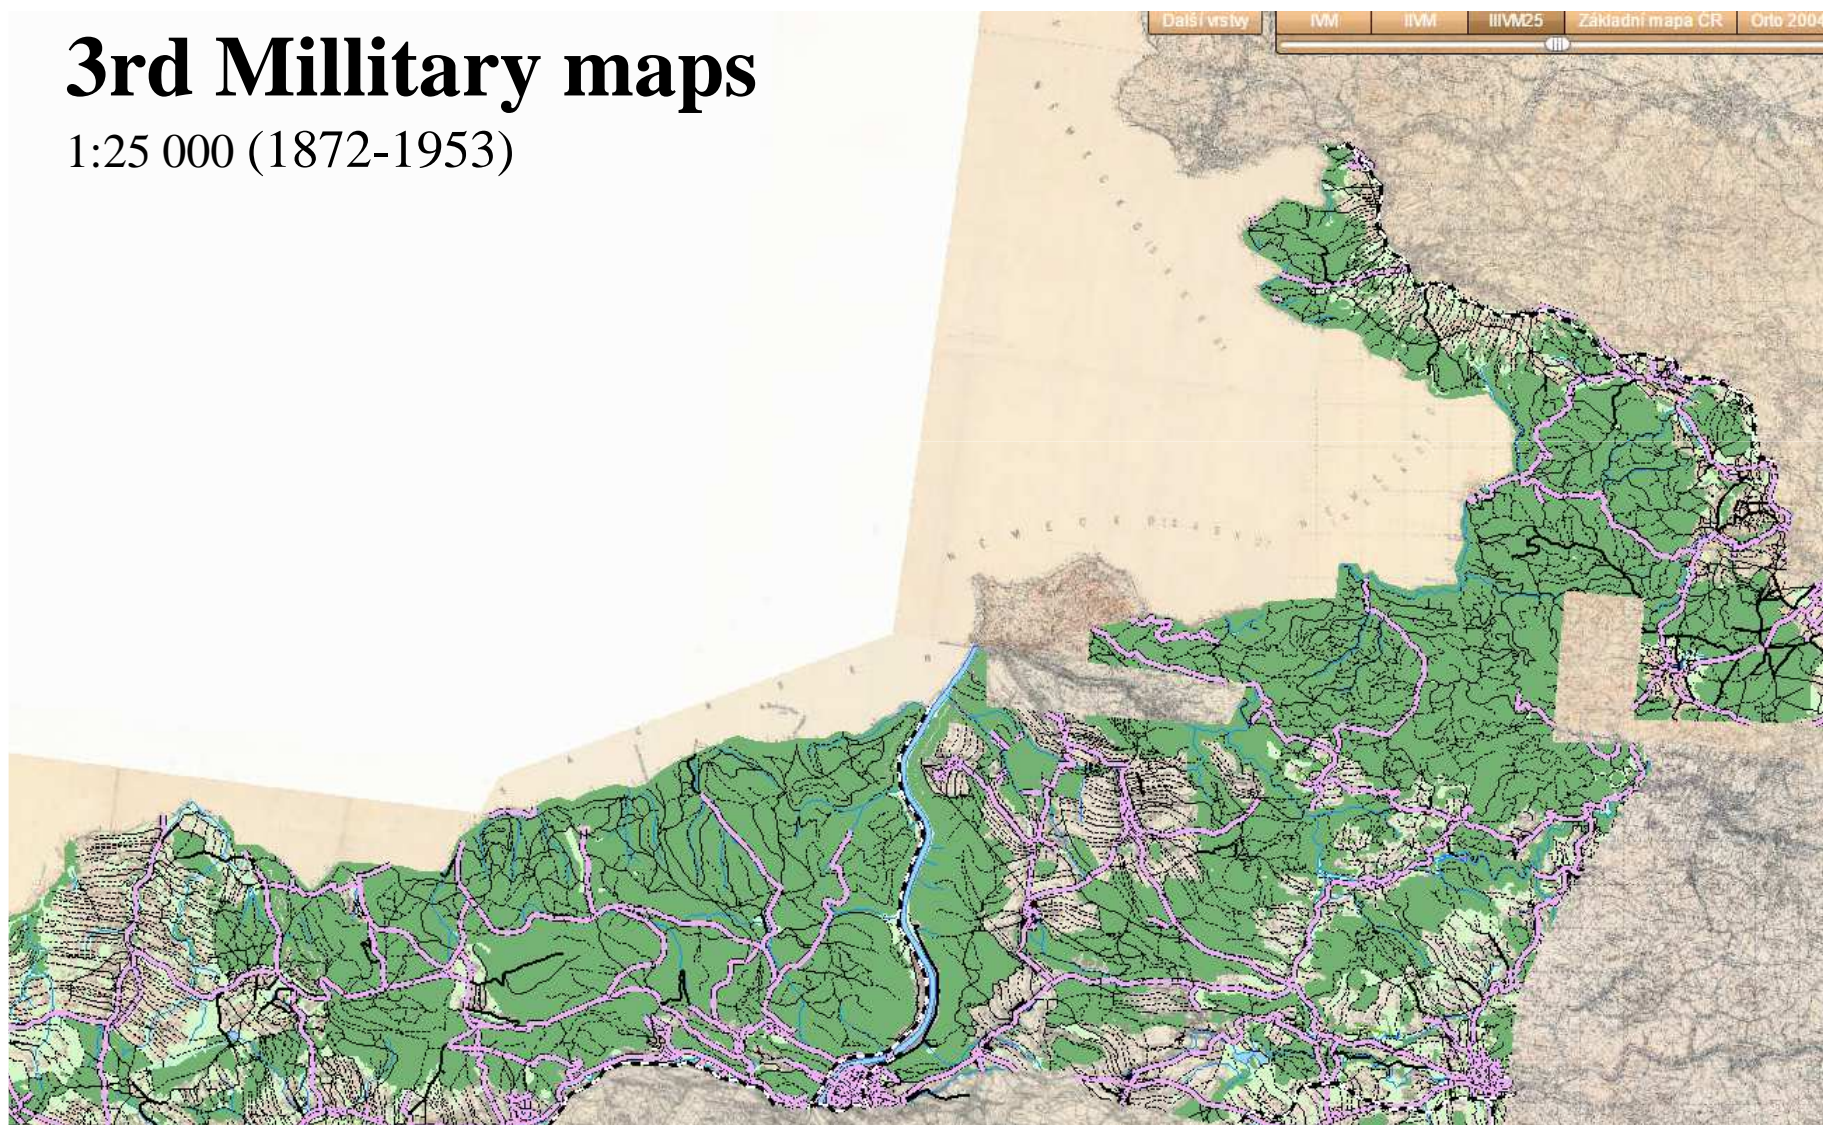 3rd Millitary maps
1:25 000 (1872-1953)
Další vrstvy
IVM
IIVM
IIIVM25
Základní mapa ČR
Orto 2004